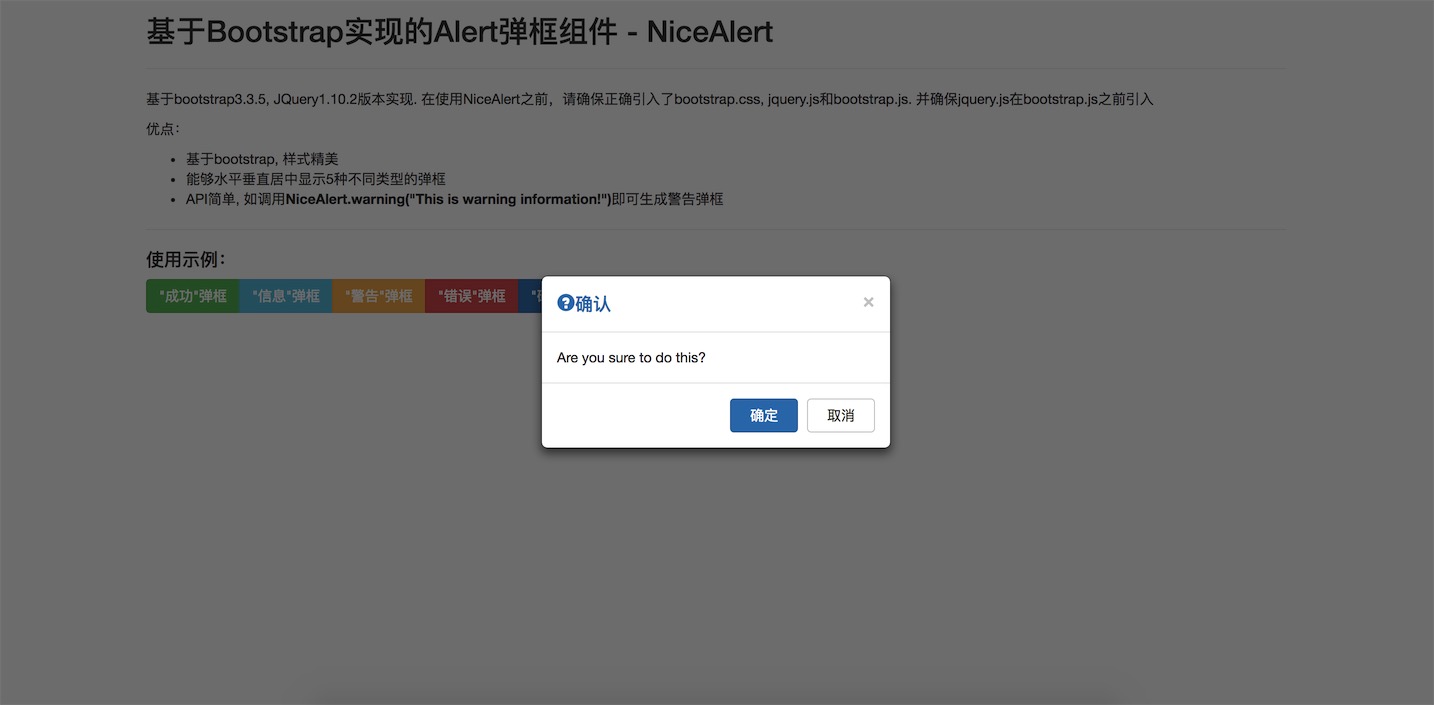 基于Bootstrap实现的Alert弹框组件 - NiceAlert
基于bootstrap3.3.5, JQuery1.10.2版本实现. 在使用NiceAlert之前，请确保正确引入了bootstrap.css, jquery.js和bootstrap.js. 并确保jquery.js在bootstrap.js之前引入
优点：
• 基于bootstrap, 样式精美
• 能够水平垂直居中显示5种不同类型的弹框
• API简单, 如调用NiceAlert.warning("This is warning information!")即可生成警告弹框
使用示例：
"成功"弹框 "信息"弹框 "警告"弹框 "错误"弹框
?确认 ×
Are you sure to do this?
确定 取消